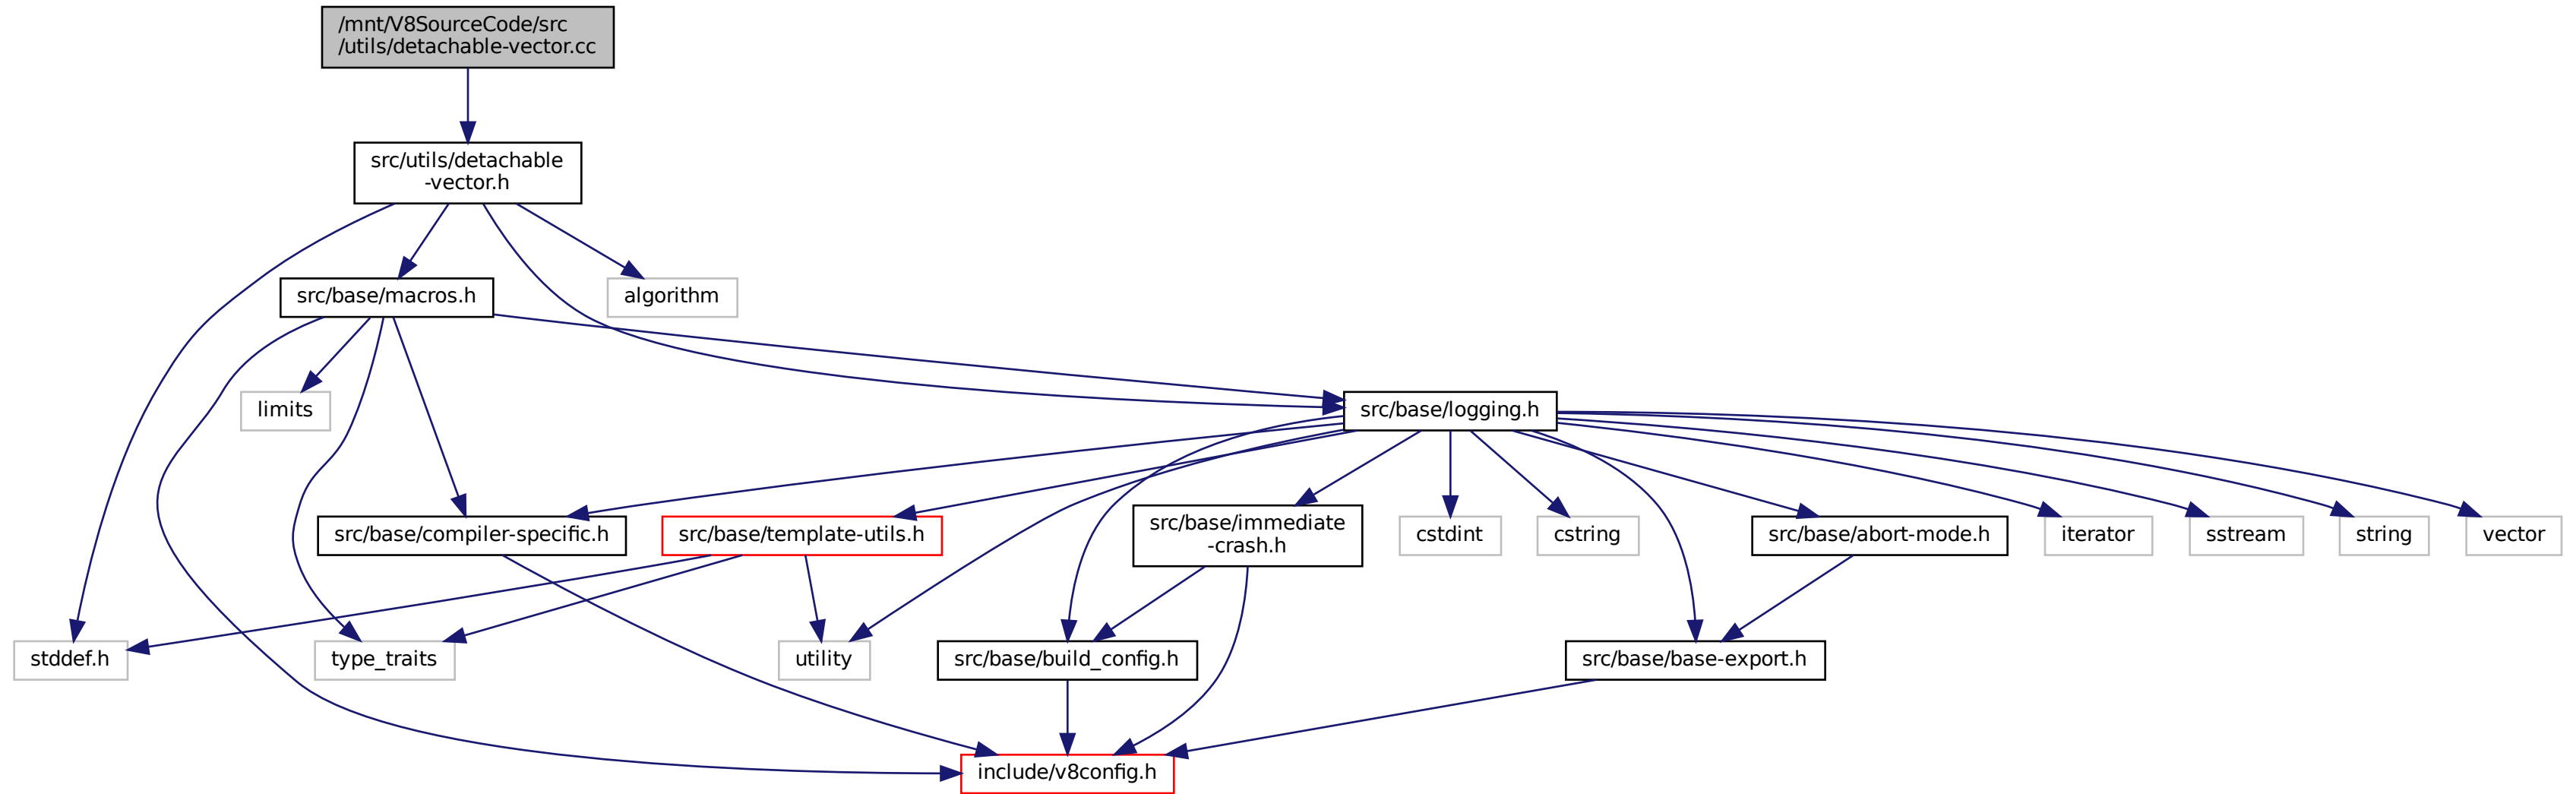 /mnt/V8SourceCode/src
/utils/detachable-vector.cc
src/utils/detachable
-vector.h
src/base/macros.h
algorithm
limits
src/base/logging.h
src/base/compiler-specific.h
src/base/template-utils.h
src/base/immediate
-crash.h
cstdint
cstring
src/base/abort-mode.h
iterator
sstream
string
vector
stddef.h
type_traits
utility
src/base/build_config.h
src/base/base-export.h
include/v8config.h